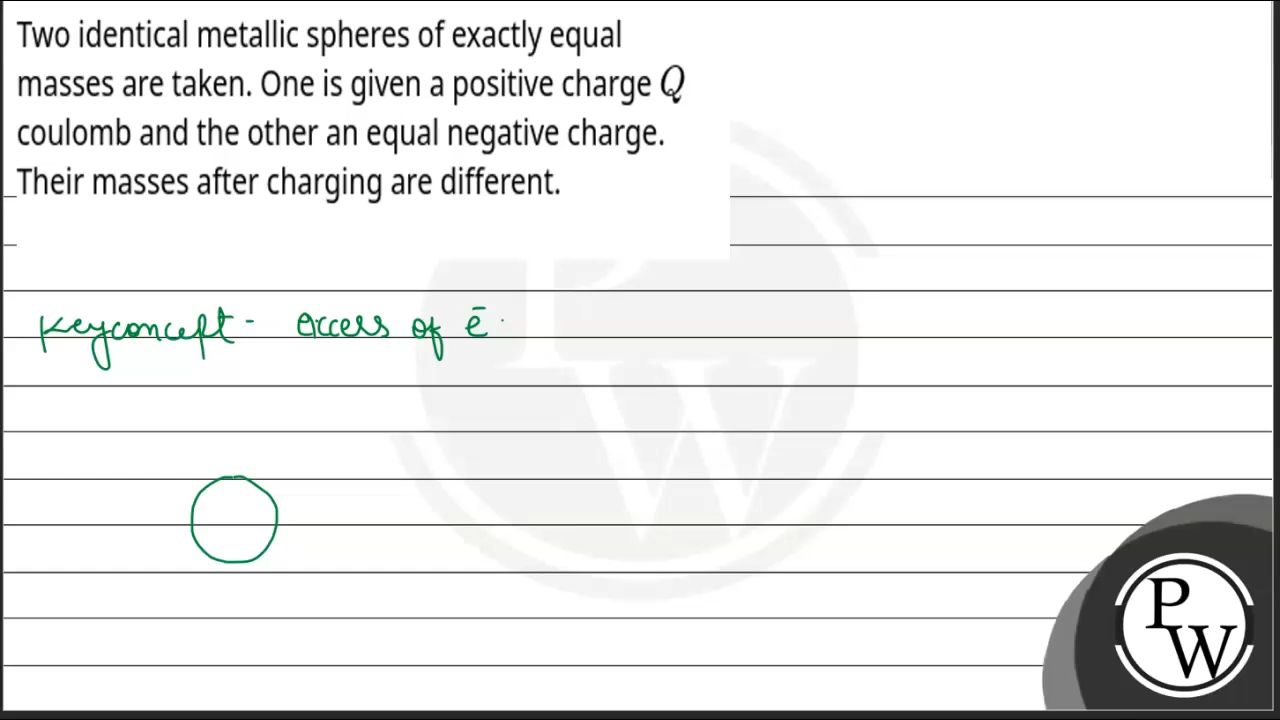 Two identical metallic spheres of exactly equal
masses are taken. One is given a positive charge Q
coulomb and the other an equal negative charge.
Their masses after charging are different.
Keyconcept - Excess of ē
P
W